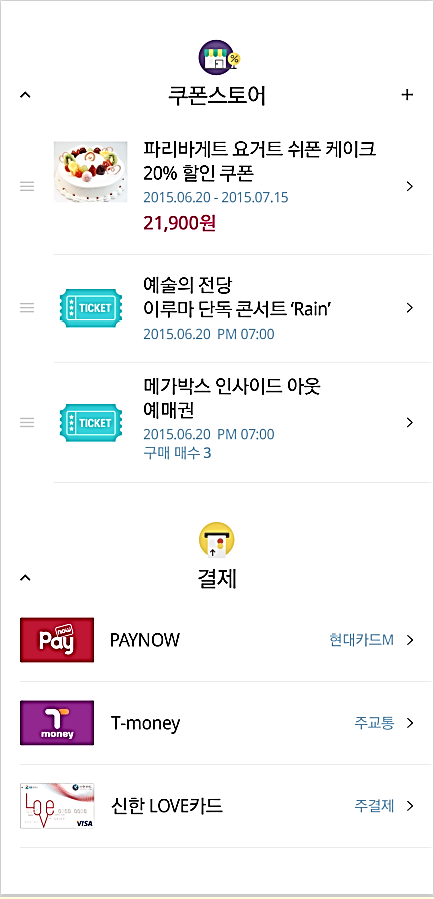 %
쿠폰스토어
파리바게트 요거트 쉬폰 케이크
20% 할인 쿠폰
2015.06.20 - 2015.07.15
21,900원
TICKET
예술의 전당
이루마 단독 콘서트 ‘Rain’
2015.06.20 PM 07:00
TICKET
메가박스 인사이드 아웃
예매권
2015.06.20 PM 07:00
구매 매수 3
결제
Pay now
PAYNOW
현대카드M
T money
T-money
주교통
Love
VISA
신한 LOVE카드
주결제